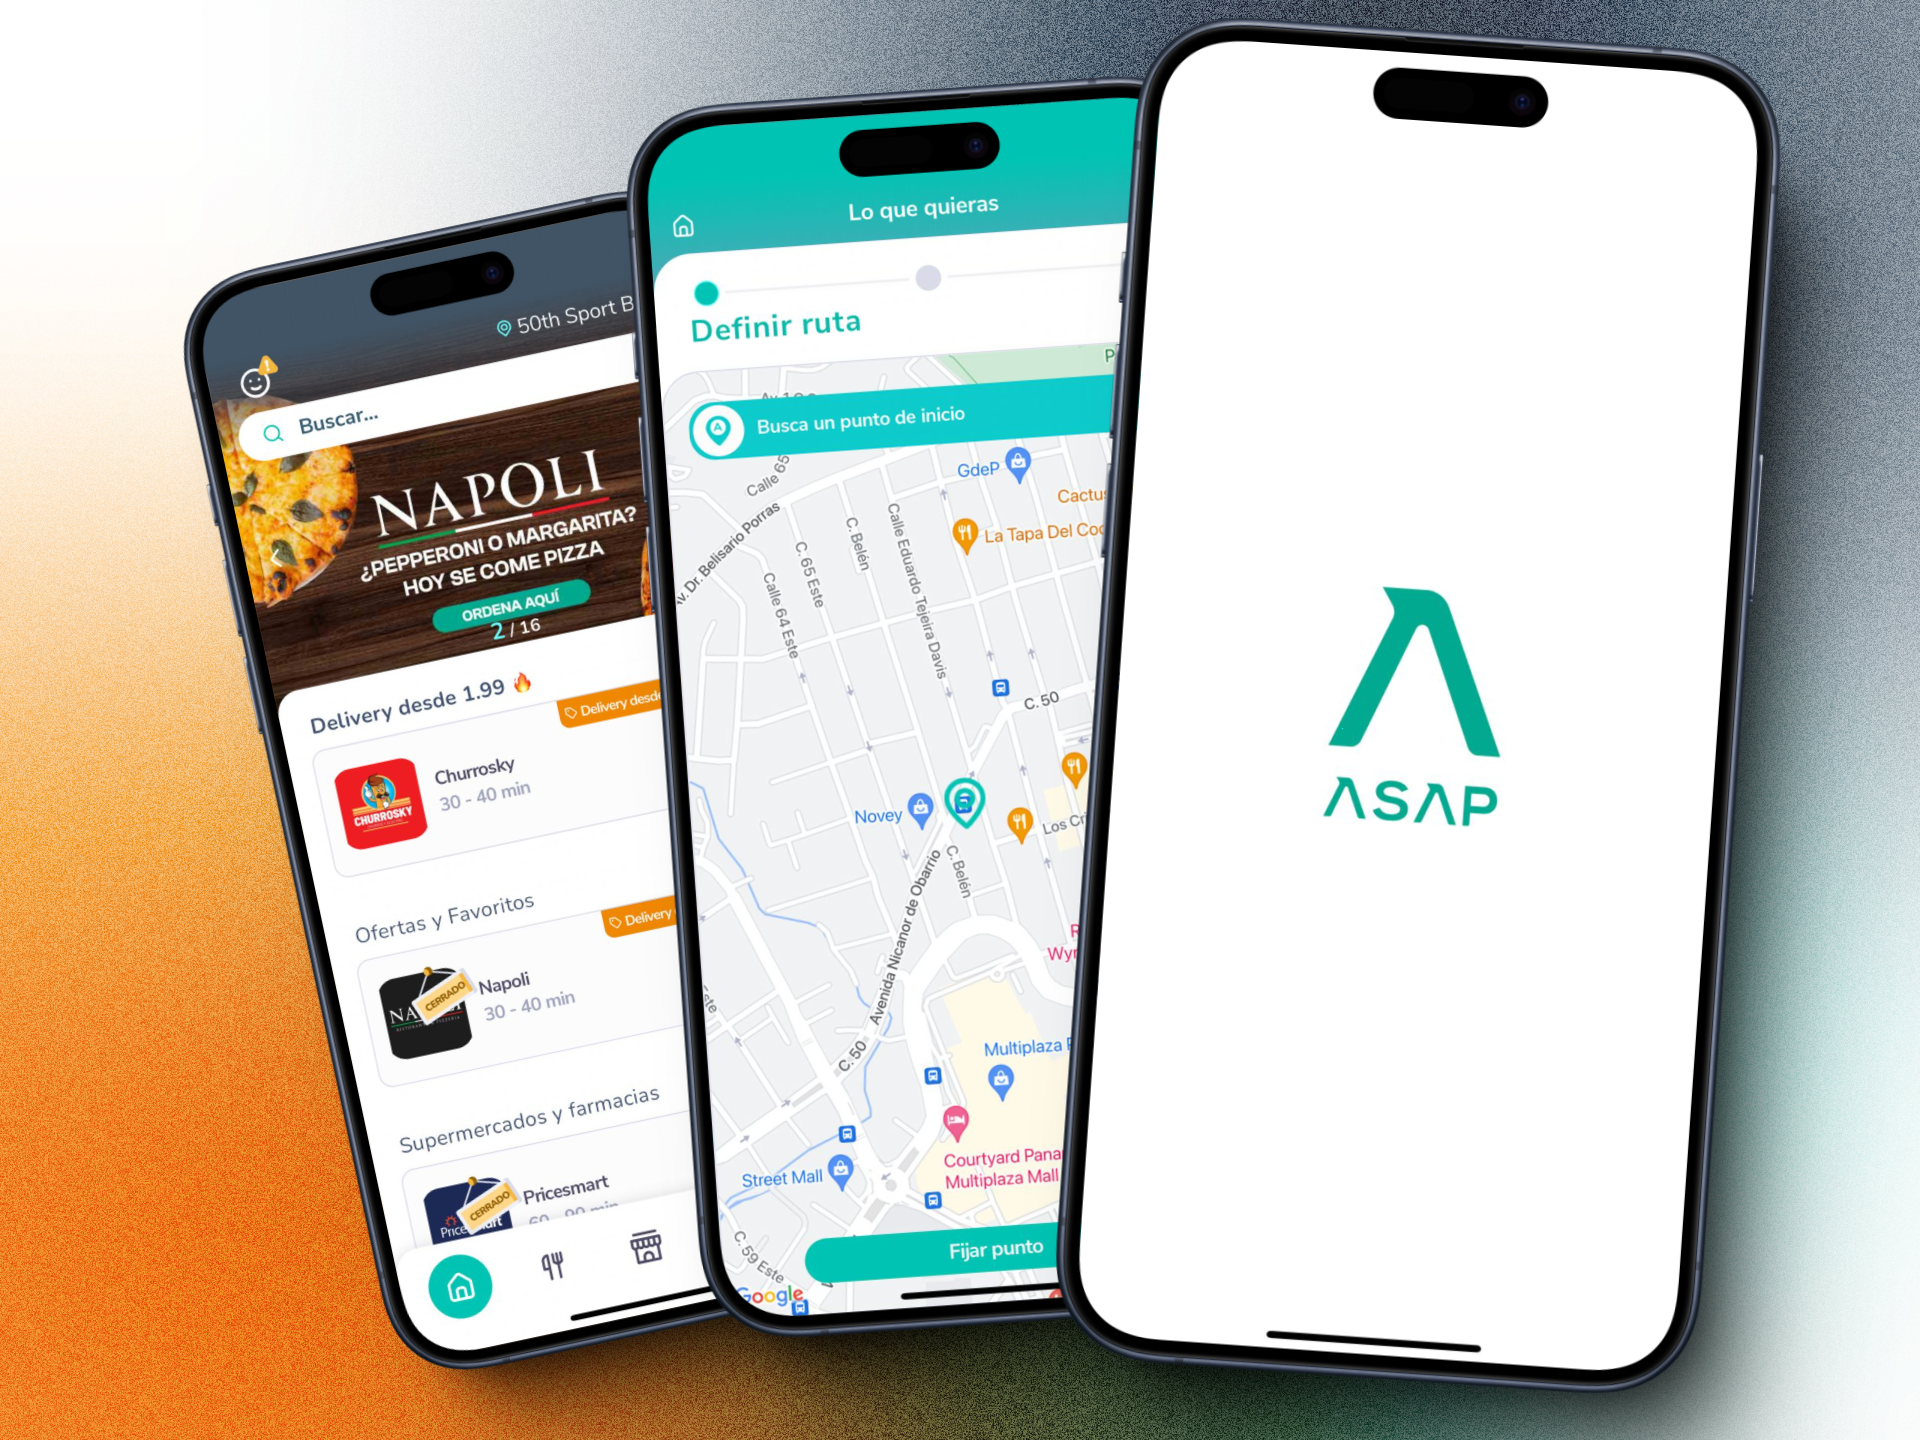 50th Sport B
Buscar...
NAPOLI
¿PEPPERONI O MARGARITA?
HOY SE COME PIZZA
ORDENA AQUÍ
2 / 16
Delivery desde 1.99 🔥
Delivery desde
Churrosky
30 - 40 min
CHURROSKY
Ofertas y Favoritos
Delivery
Napoli
30 - 40 min
CERRADO
Supermercados y farmacias
Pricesmart
60 - 90 min
CERRADO
Lo que quieras
Definir ruta
Busca un punto de inicio
Calle 65
GdeP
Cactus
La Tapa Del Coc
Av. Dr. Belisario Porras
C. Belén
Calle Eduardo Tejeira Davis
C. 65 Este
Calle 64 Este
C. 50
Novey
Los Cri
C. Belén
Avenida Nicanor de Obarrio
Wyn
C. 50
Multiplaza P
Courtyard Pana
Multiplaza Mall
Street Mall
C. 59 Este
Fijar punto
Google
ASAP